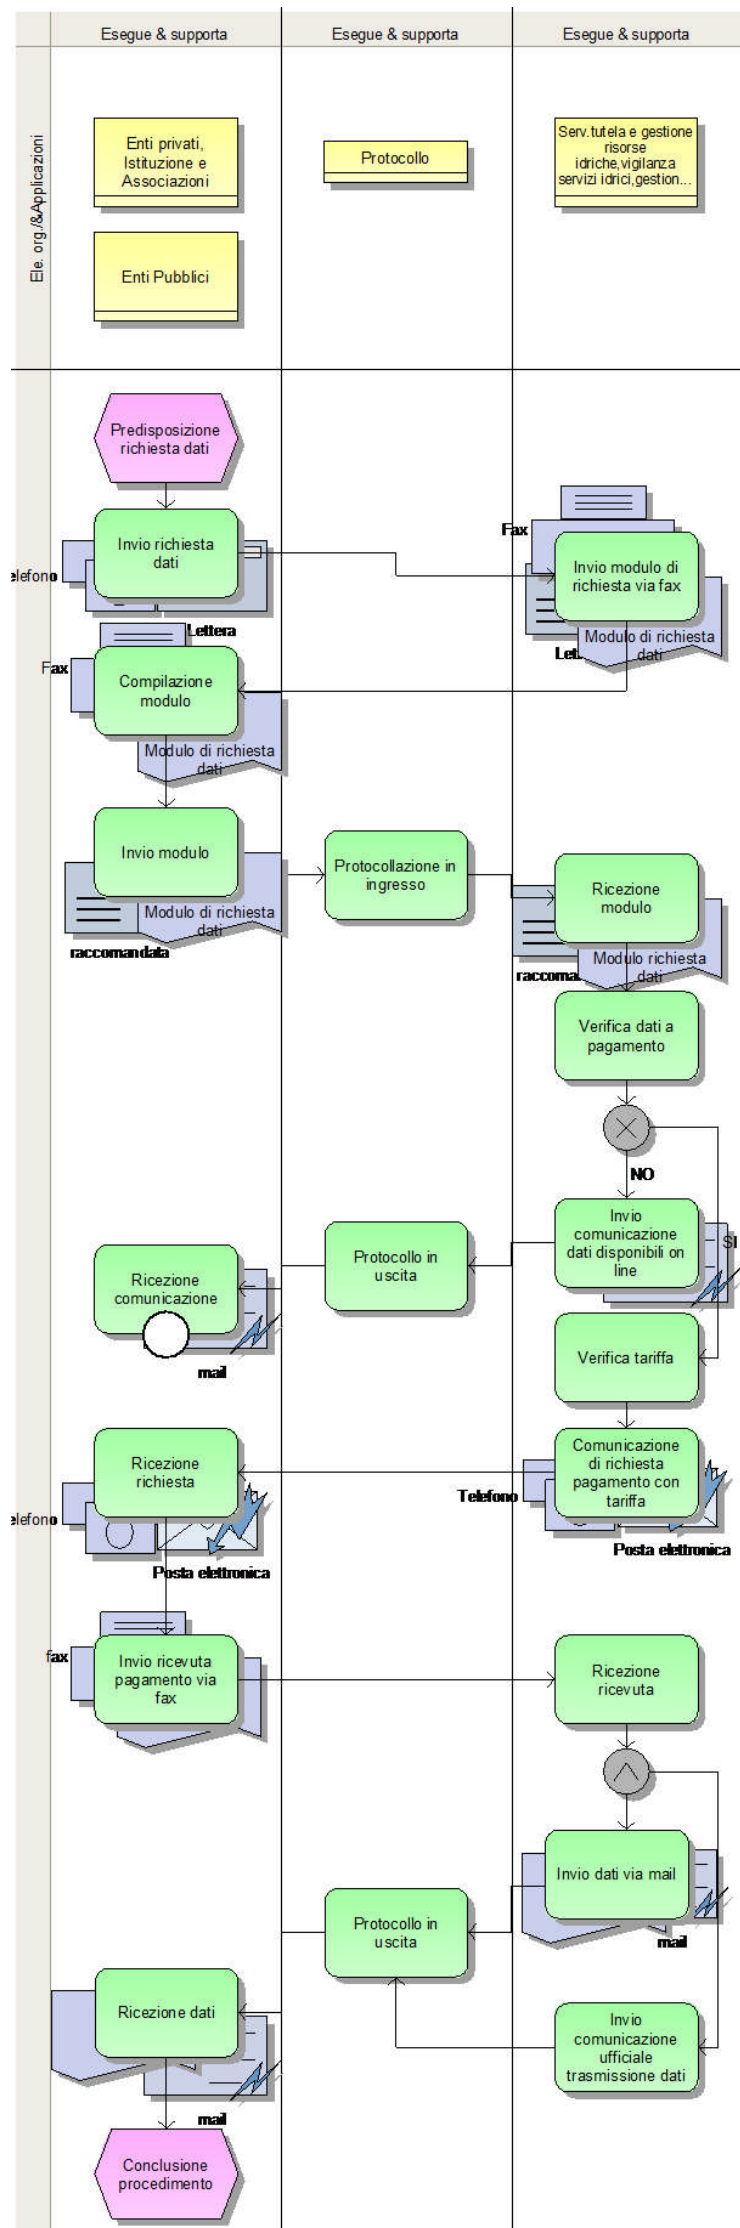 Esegue & supporta
Esegue & supporta
Esegue & supporta
Ele. org./&Applicazioni
Enti privati,
Istituzione e
Associazioni
Protocollo
Serv.tutela e gestione
risorse
idriche,vigilanza
servizi idrici,gestion...
Enti Pubblici
Predisposizione
richiesta dati
Invio richiesta
dati
elefono
Lettera
Fax
Invio modulo di
richiesta via fax
Modulo di richiesta
dati
Lett
Fax
Compilazione
modulo
Modulo di richiesta
dati
Invio modulo
Modulo di richiesta
dati
raccomandata
Protocollazione in
ingresso
Ricezione
modulo
Modulo richiesta
dati
raccoma
Verifica dati a
pagamento
NO
SI
Invio
comunicazione
dati disponibili on
line
Protocollo in
uscita
Ricezione
comunicazione
mail
Verifica tariffa
Comunicazione
di richiesta
pagamento con
tariffa
Telefono
Posta elettronica
Ricezione
richiesta
elefono
Posta elettronica
fax
Invio ricevuta
pagamento via
fax
Ricezione
ricevuta
Invio dati via mail
mail
Protocollo in
uscita
Ricezione dati
mail
Invio
comunicazione
ufficiale
trasmissione dati
Conclusione
procedimento